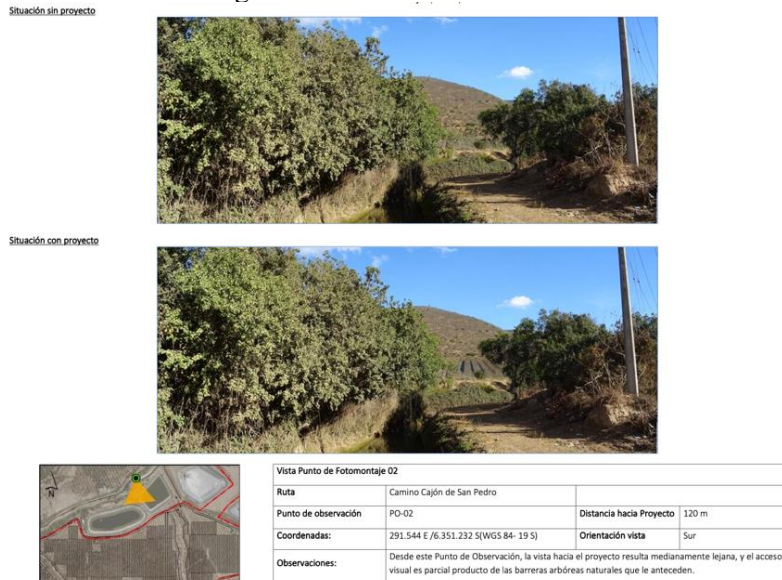 Situación sin proyecto
Situación con proyecto
N
Vista Punto de Fotomontaje 02
Ruta Camino Cajón de San Pedro
Punto de observación PO-02 Distancia hacia Proyecto 120 m
Coordenadas: 291.544 E /6.351.232 S(WGS 84- 19 S) Orientación vista Sur
Observaciones: Desde este Punto de Observación, la vista hacia el proyecto resulta medianamente lejana, y el acceso
visual es parcial producto de las barreras arbóreas naturales que le anteceden.